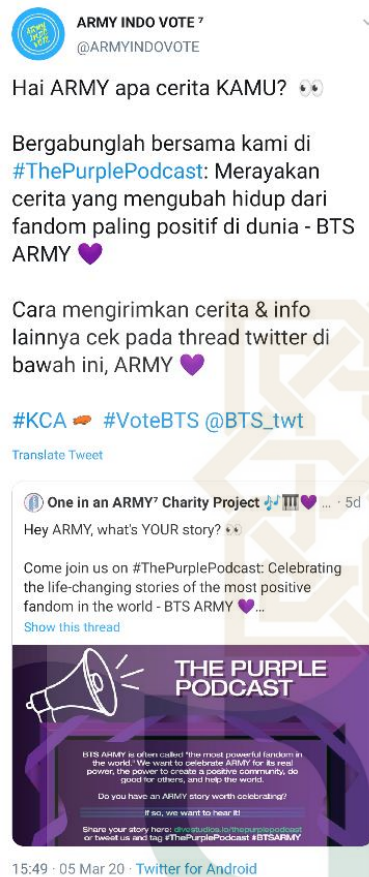 ARMY INDO VOTE ⁷
@ARMYINDOVOTE
Hai ARMY apa cerita KAMU? 👀
Bergabunglah bersama kami di
#ThePurplePodcast: Merayakan
cerita yang mengubah hidup dari
fandom paling positif di dunia - BTS
ARMY 💜
Cara mengirimkan cerita & info
lainnya cek pada thread twitter di
bawah ini, ARMY 💜
#KCA #VoteBTS @BTS_twt
Translate Tweet
One in an ARMY⁷ Charity Project 🎶🎹💜 ... · 5d
Hey ARMY, what's YOUR story? 👀
Come join us on #ThePurplePodcast: Celebrating
the life-changing stories of the most positive
fandom in the world - BTS ARMY 💜...
Show this thread
THE PURPLE
PODCAST
BTS ARMY is often called "the most powerful fandom in
the world." We want to celebrate ARMY for its real
power, the power to create a positive community, do
good for others, and help the world.
Do you have an ARMY story worth celebrating?
If so, we want to hear it!
Share your story here: divestudios.io/thepurplepodcast
or tweet us and tag #ThePurplePodcast #BTSARMY
15:49 · 05 Mar 20 · Twitter for Android